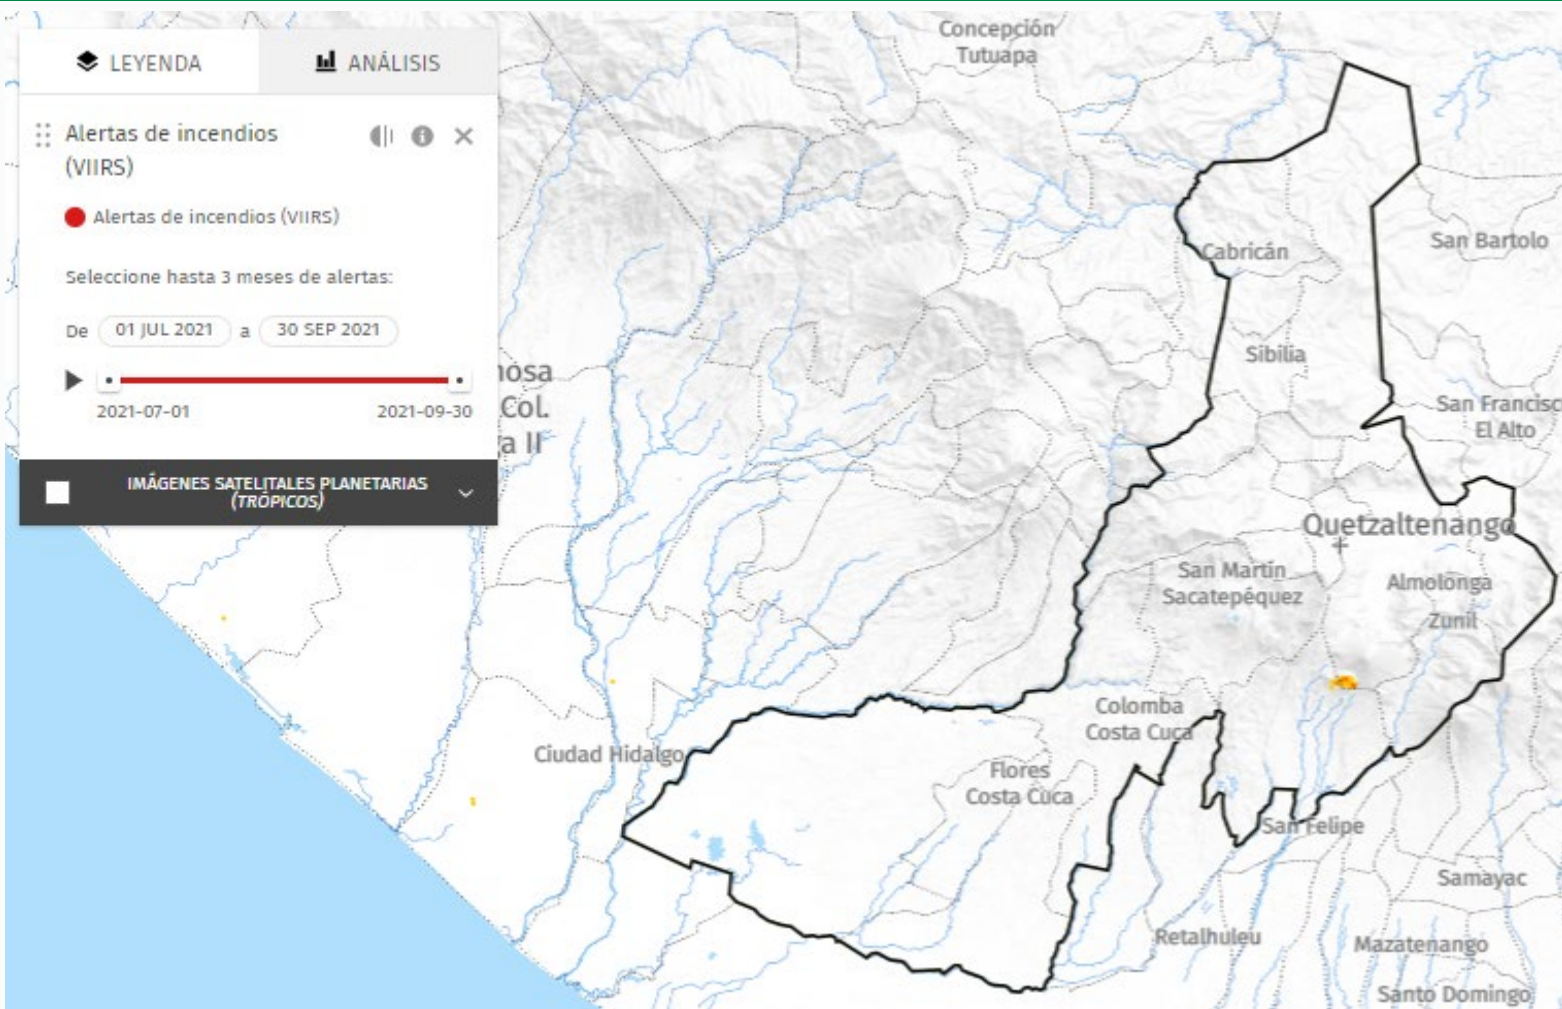 LEYENDA
ANÁLISIS
Alertas de incendios
(VIIRS)
Alertas de incendios (VIIRS)
Seleccione hasta 3 meses de alertas:
De 01 JUL 2021 a 30 SEP 2021
2021-07-01
2021-09-30
IMÁGENES SATELITALES PLANETARIAS
(TRÓPICOS)
Concepción
Tutuapa
Cabricán
San Bartolo
Sibilia
Col.
II
San Francisc
El Alto
Quetzaltenango
San Martín
Sacatepéquez
Almolonga
Zunil
Colomba
Costa Cuca
Ciudad Hidalgo
Flores
Costa Cuca
San Felipe
Samayac
Retalhuleu
Mazatenango
Santo Domingo